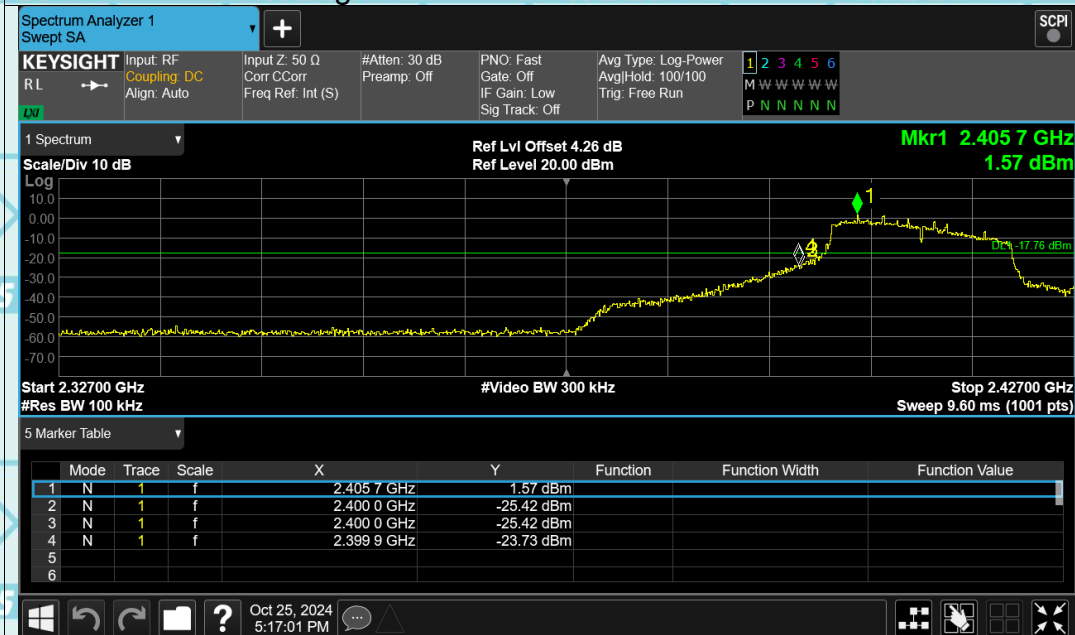 Spectrum Analyzer 1
Swept SA
+
SCPI
KEYSIGHT
RL
LXI
Input: RF
Coupling: DC
Align: Auto
Input Z: 50 Ω
Corr CCorr
Freq Ref: Int (S)
#Atten: 30 dB
Preamp: Off
PNO: Fast
Gate: Off
IF Gain: Low
Sig Track: Off
Avg Type: Log-Power
Avg|Hold: 100/100
Trig: Free Run
1 2 3 4 5 6
M W W W W W
P N N N N N
1 Spectrum
Scale/Div 10 dB
Ref Lvl Offset 4.26 dB
Ref Level 20.00 dBm
Mkr1 2.405 7 GHz
1.57 dBm
Log
10.0
0.00
-10.0
-20.0
-30.0
-40.0
-50.0
-60.0
-70.0
1
DL1 -17.76 dBm
Start 2.32700 GHz
#Video BW 300 kHz
Stop 2.42700 GHz
#Res BW 100 kHz
Sweep 9.60 ms (1001 pts)
5 Marker Table
Mode Trace Scale X Y Function Function Width Function Value
1 N 1 f 2.405 7 GHz 1.57 dBm
2 N 1 f 2.400 0 GHz -25.42 dBm
3 N 1 f 2.400 0 GHz -25.42 dBm
4 N 1 f 2.399 9 GHz -23.73 dBm
5
6
?
Oct 25, 2024
5:17:01 PM